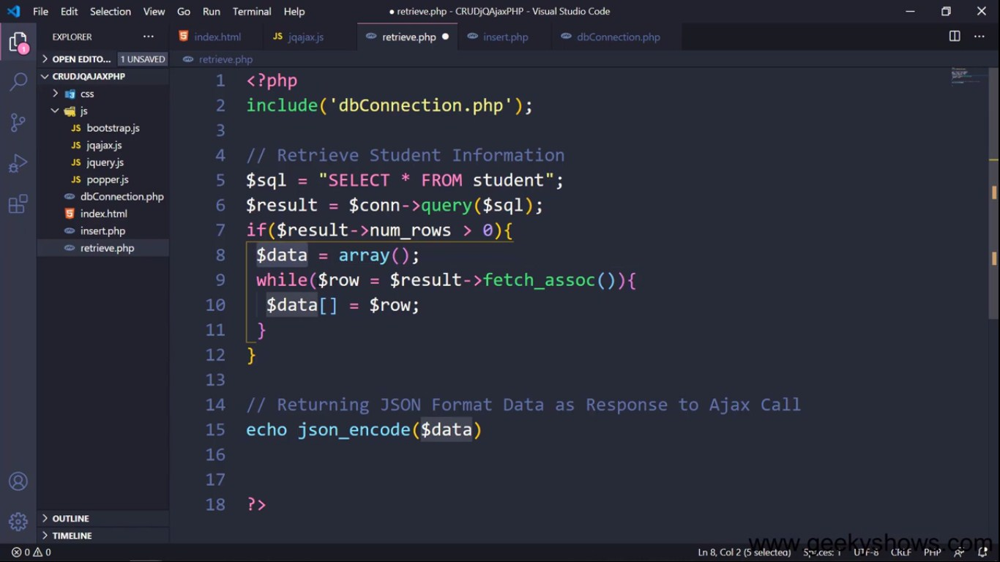 File Edit Selection View Go Run Terminal Help
● retrieve.php - CRUDjQAjaxPHP - Visual Studio Code
EXPLORER
index.html
JS jqajax.js
retrieve.php
insert.php
dbConnection.php
1
OPEN EDITO... 1 UNSAVED
retrieve.php
CRUDJQAJAXPHP
css
js
JS bootstrap.js
JS jqajax.js
JS jquery.js
JS popper.js
dbConnection.php
index.html
insert.php
retrieve.php
OUTLINE
TIMELINE
1 <?php
2 include('dbConnection.php');
3
4 // Retrieve Student Information
5 $sql = "SELECT * FROM student";
6 $result = $conn->query($sql);
7 if($result->num_rows > 0){
8 $data = array();
9 while($row = $result->fetch_assoc()){
10 $data[] = $row;
11 }
12 }
13
14 // Returning JSON Format Data as Response to Ajax Call
15 echo json_encode($data)
16
17
18 ?>
www.geekyshows.com
0 0
Ln 8, Col 2 (5 selected) Spaces: 1 UTF-8 CRLF PHP